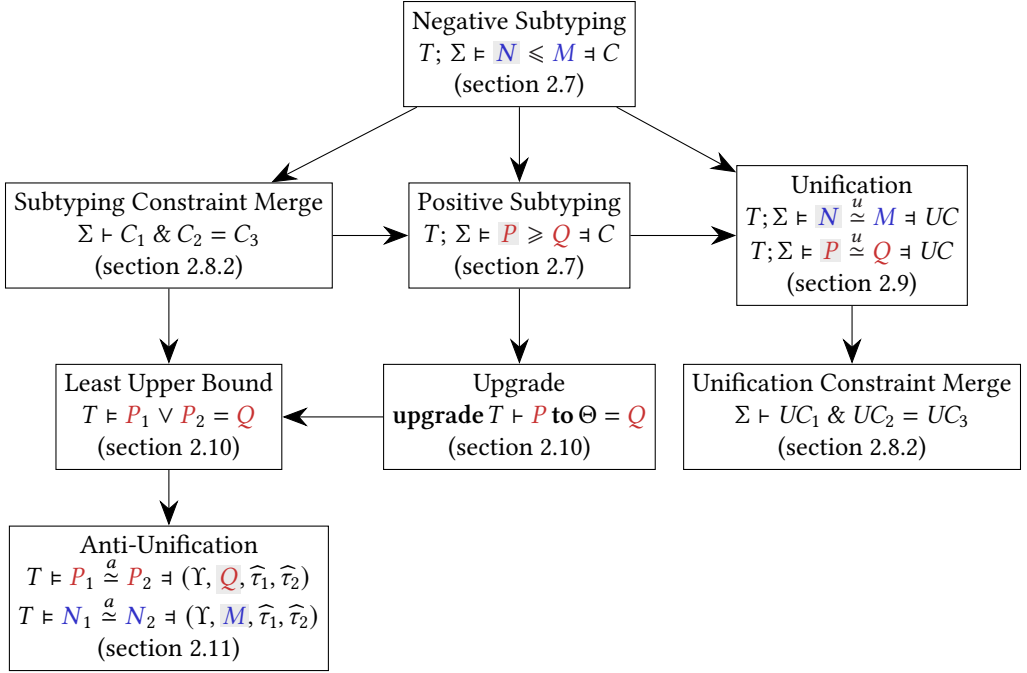 Negative Subtyping
T; Σ ⊨ N ⩽ M ⫤ C
(section 2.7)
Subtyping Constraint Merge
Σ ⊢ C₁ & C₂ = C₃
(section 2.8.2)
Positive Subtyping
T; Σ ⊨ P ⩾ Q ⫤ C
(section 2.7)
Unification
T; Σ ⊨ N ≃ᵘ M ⫤ UC
T; Σ ⊨ P ≃ᵘ Q ⫤ UC
(section 2.9)
Least Upper Bound
T ⊨ P₁ ∨ P₂ = Q
(section 2.10)
Upgrade
upgrade T ⊢ P to Θ = Q
(section 2.10)
Unification Constraint Merge
Σ ⊢ UC₁ & UC₂ = UC₃
(section 2.8.2)
Anti-Unification
T ⊨ P₁ ≃ᵃ P₂ ⫤ (Υ, Q, τ̂₁, τ̂₂)
T ⊨ N₁ ≃ᵃ N₂ ⫤ (Υ, M, τ̂₁, τ̂₂)
(section 2.11)